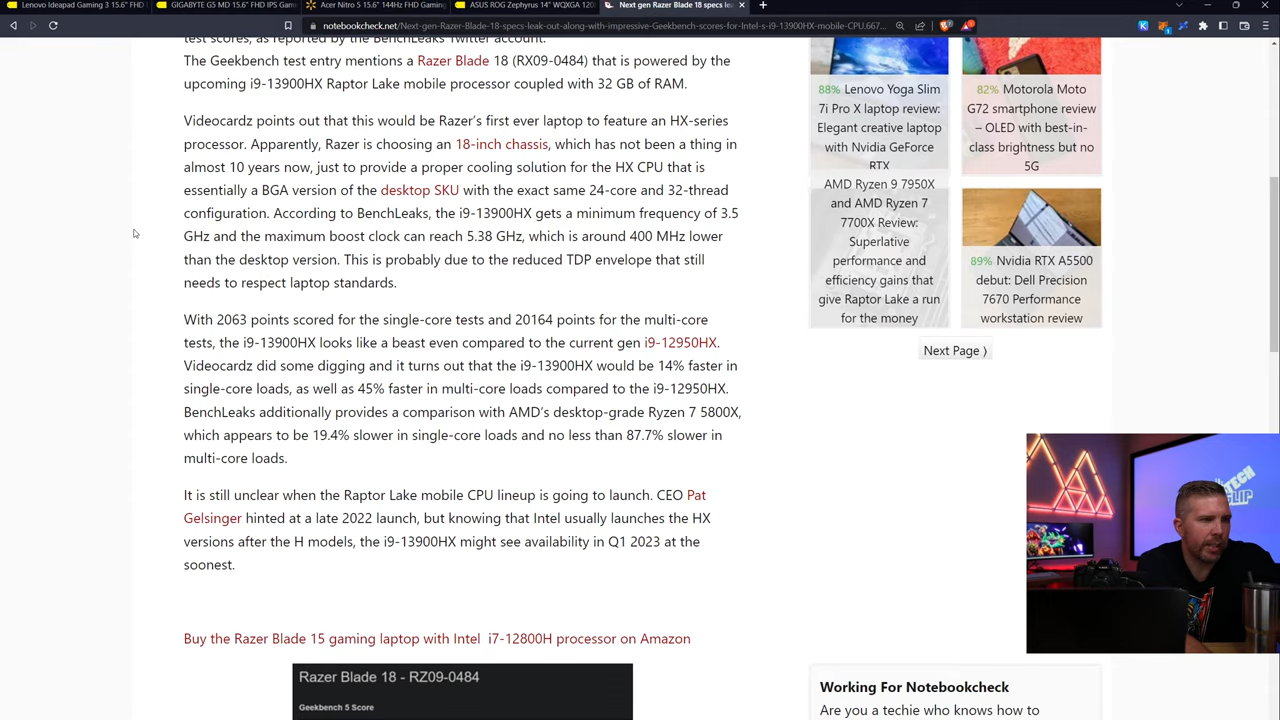 Lenovo Ideapad Gaming 3 15.6" FHD
GIGABYTE G5 MD 15.6" FHD IPS Game
Acer Nitro 5 15.6" 144Hz FHD Gaming
ASUS ROG Zephyrus 14" WQXGA 120
Next gen Razer Blade 18 specs lea
notebookcheck.net/Next-gen-Razer-Blade-18-specs-leak-out-along-with-impressive-Geekbench-scores-for-Intel-s-i9-13900HX-mobile-CPU.667...
test scores, as reported by the BenchLeaks Twitter account.
The Geekbench test entry mentions a Razer Blade 18 (RX09-0484) that is powered by the
upcoming i9-13900HX Raptor Lake mobile processor coupled with 32 GB of RAM.
Videocardz points out that this would be Razer's first ever laptop to feature an HX-series
processor. Apparently, Razer is choosing an 18-inch chassis, which has not been a thing in
almost 10 years now, just to provide a proper cooling solution for the HX CPU that is
essentially a BGA version of the desktop SKU with the exact same 24-core and 32-thread
configuration. According to BenchLeaks, the i9-13900HX gets a minimum frequency of 3.5
GHz and the maximum boost clock can reach 5.38 GHz, which is around 400 MHz lower
than the desktop version. This is probably due to the reduced TDP envelope that still
needs to respect laptop standards.
With 2063 points scored for the single-core tests and 20164 points for the multi-core
tests, the i9-13900HX looks like a beast even compared to the current gen i9-12950HX.
Videocardz did some digging and it turns out that the i9-13900HX would be 14% faster in
single-core loads, as well as 45% faster in multi-core loads compared to the i9-12950HX.
BenchLeaks additionally provides a comparison with AMD's desktop-grade Ryzen 7 5800X,
which appears to be 19.4% slower in single-core loads and no less than 87.7% slower in
multi-core loads.
It is still unclear when the Raptor Lake mobile CPU lineup is going to launch. CEO Pat
Gelsinger hinted at a late 2022 launch, but knowing that Intel usually launches the HX
versions after the H models, the i9-13900HX might see availability in Q1 2023 at the
soonest.
Buy the Razer Blade 15 gaming laptop with Intel i7-12800H processor on Amazon
Razer Blade 18 - RZ09-0484
Geekbench 5 Score
88% Lenovo Yoga Slim
7i Pro X laptop review:
Elegant creative laptop
with Nvidia GeForce
RTX
82% Motorola Moto
G72 smartphone review
– OLED with best-in-
class brightness but no
5G
AMD Ryzen 9 7950X
and AMD Ryzen 7
7700X Review:
Superlative
performance and
efficiency gains that
give Raptor Lake a run
for the money
89% Nvidia RTX A5500
debut: Dell Precision
7670 Performance
workstation review
Next Page ⟩
TECH
Working For Notebookcheck
Are you a techie who knows how to